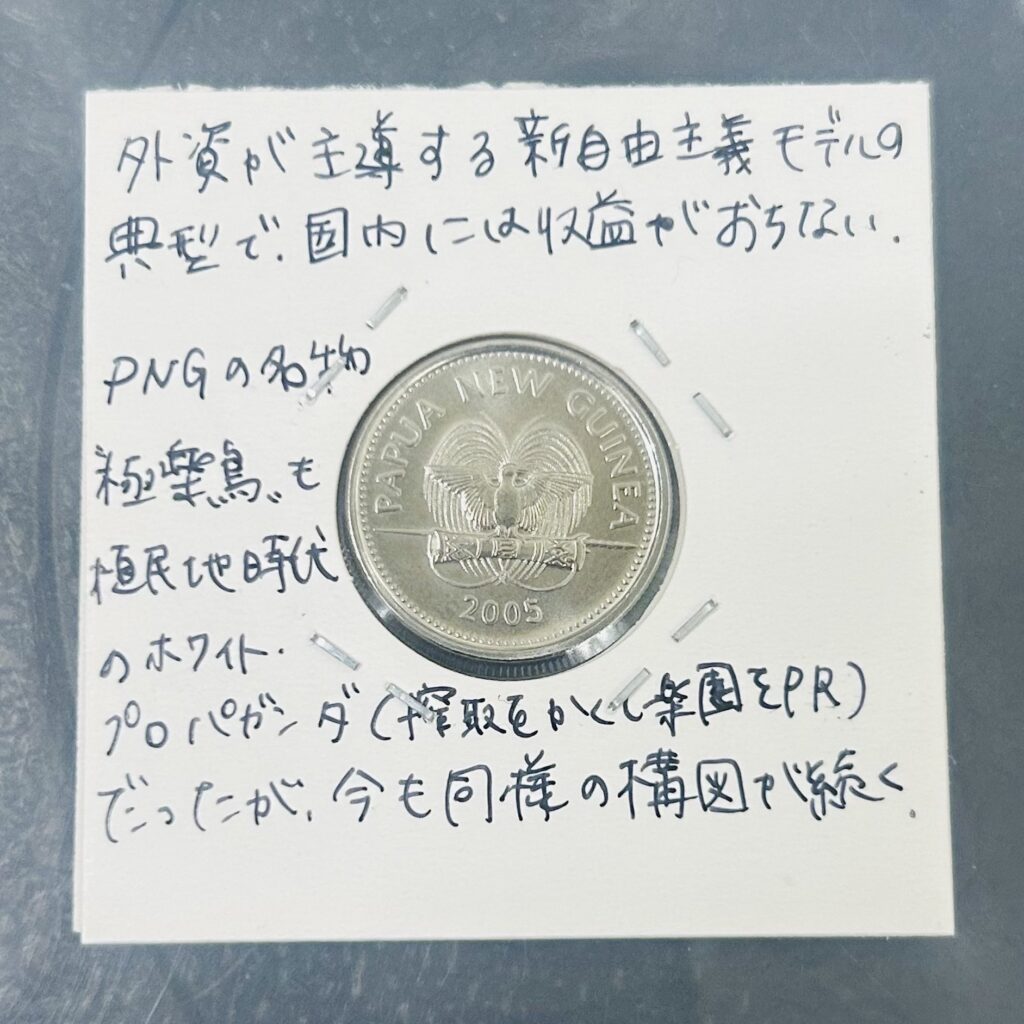 外資が主導する新自由主義モデルの
典型で、国内には収益がおちない.
PNGの名物
"極楽鳥"も
植民地時代
のホワイト・
プロパガンダ(搾取をかくし楽園をPR)
だったが、今も同様の構図が続く.
PAPUA NEW GUINEA
2005